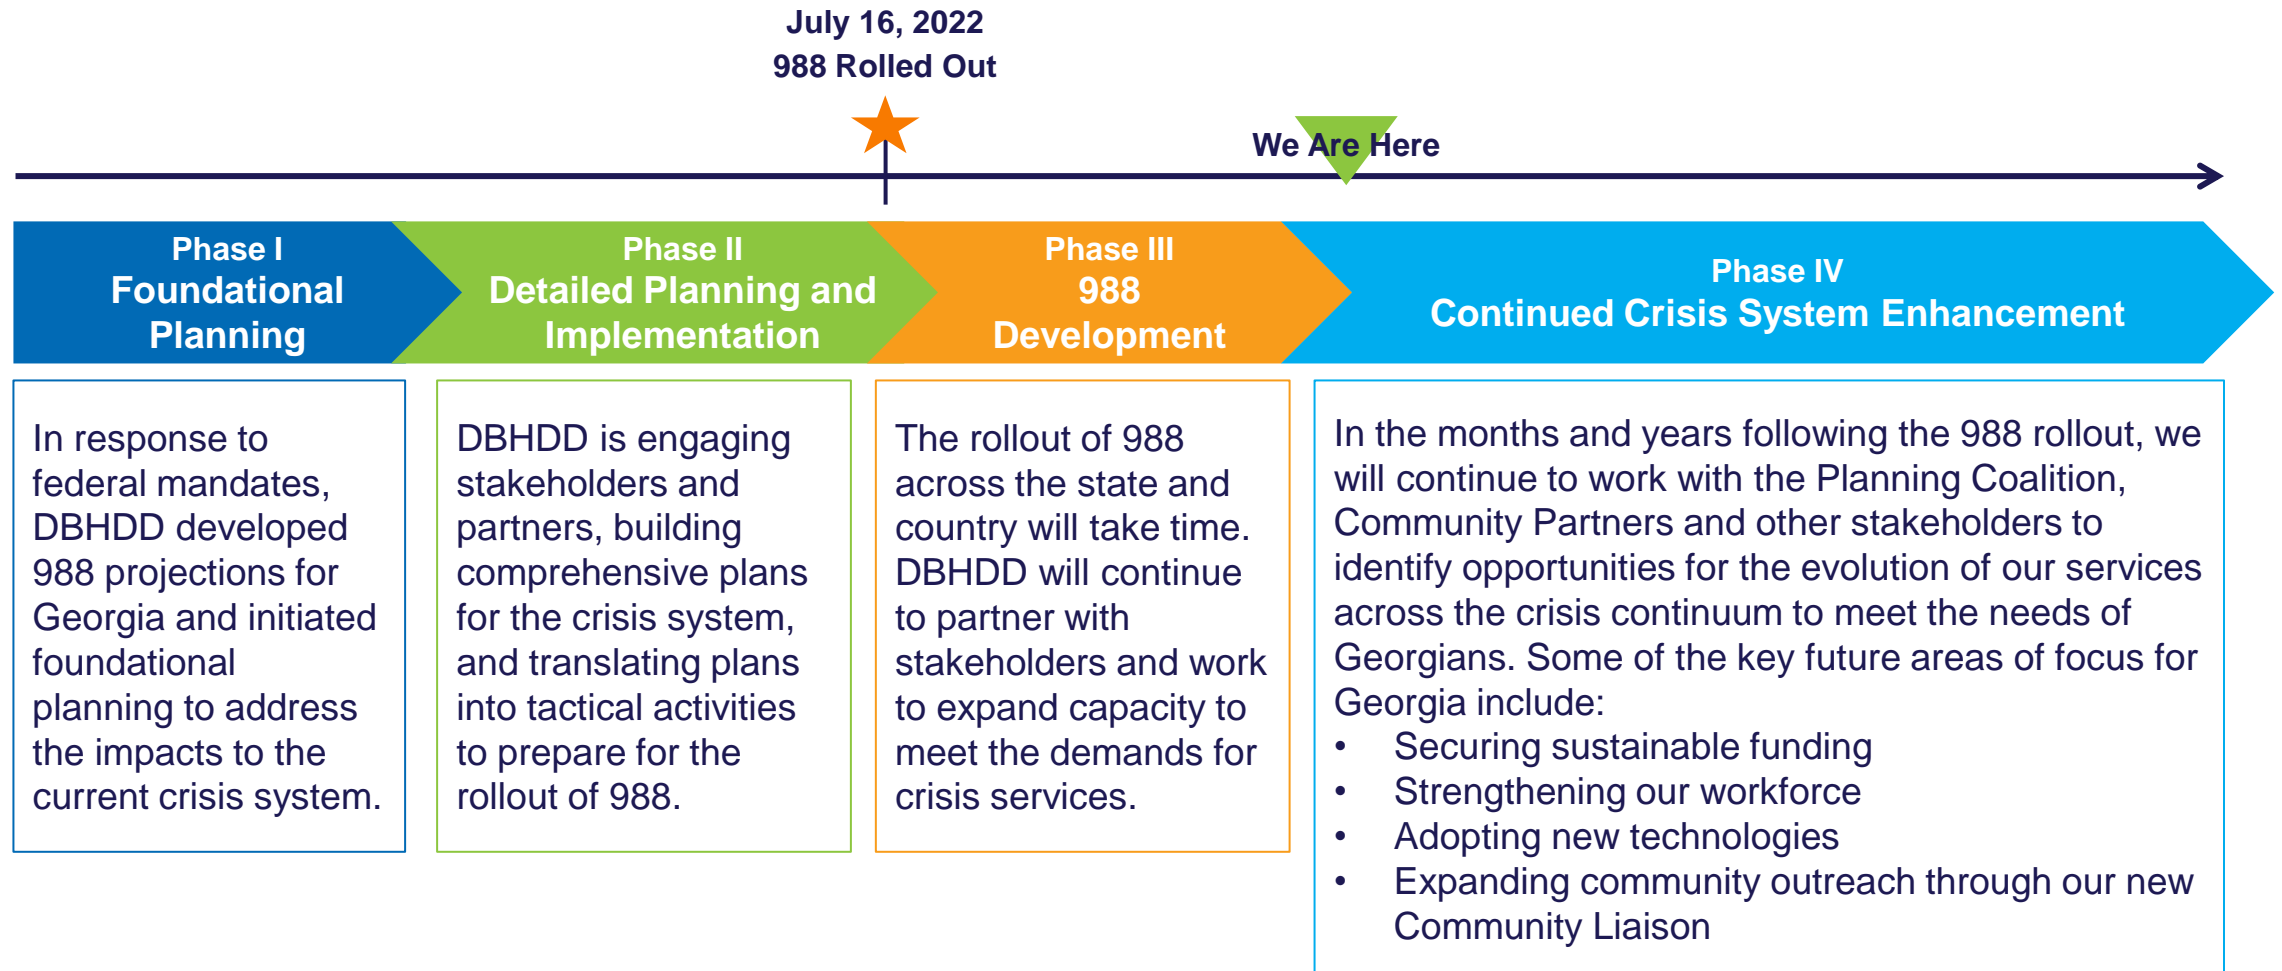 July 16, 2022
988 Rolled Out
We Are Here
Phase I
Foundational
Planning
Phase II
Detailed Planning and
Implementation
Phase III
988
Development
Phase IV
Continued Crisis System Enhancement
In response to
federal mandates,
DBHDD developed
988 projections for
Georgia and initiated
foundational
planning to address
the impacts to the
current crisis system.
DBHDD is engaging
stakeholders and
partners, building
comprehensive plans
for the crisis system,
and translating plans
into tactical activities
to prepare for the
rollout of 988.
The rollout of 988
across the state and
country will take time.
DBHDD will continue
to partner with
stakeholders and work
to expand capacity to
meet the demands for
crisis services.
In the months and years following the 988 rollout, we
will continue to work with the Planning Coalition,
Community Partners and other stakeholders to
identify opportunities for the evolution of our services
across the crisis continuum to meet the needs of
Georgians. Some of the key future areas of focus for
Georgia include:
• Securing sustainable funding
• Strengthening our workforce
• Adopting new technologies
• Expanding community outreach through our new
Community Liaison